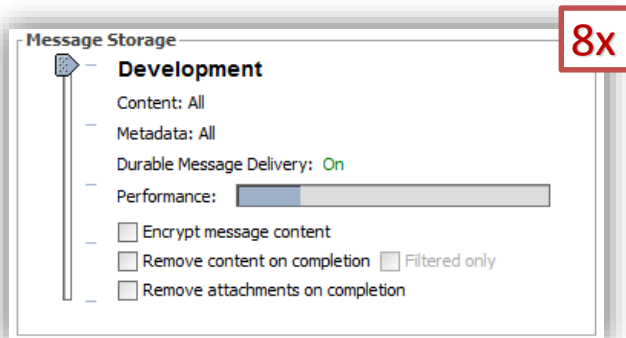 Message Storage
8x
Development
Content: All
Metadata: All
Durable Message Delivery: On
Performance:
Encrypt message content
Remove content on completion Filtered only
Remove attachments on completion